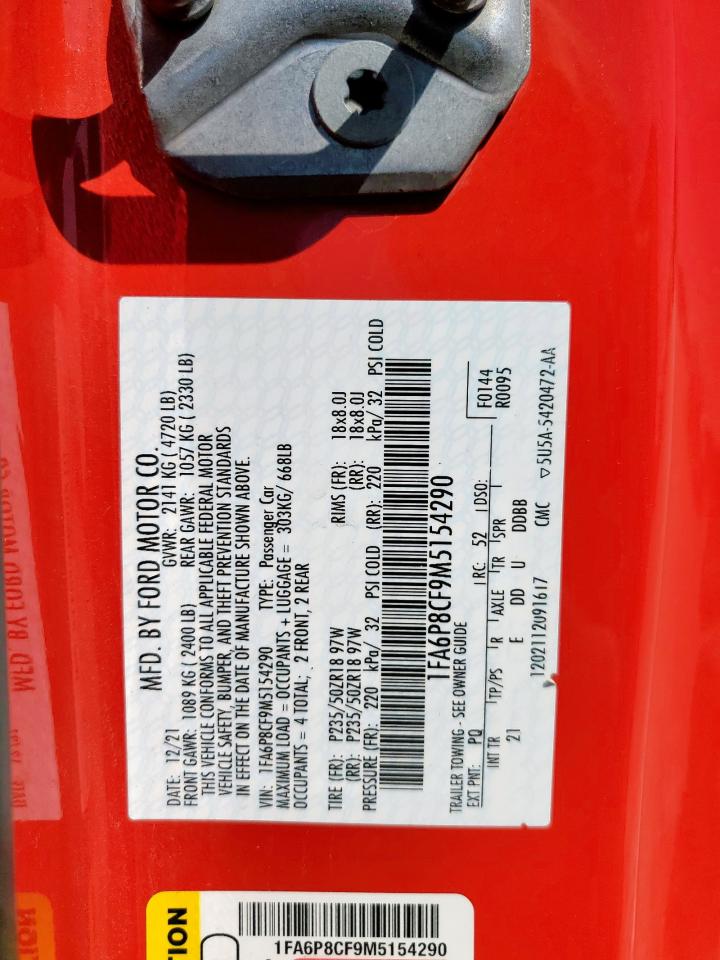 MFD. BY FORD MOTOR CO.
DATE: 12/21 GVWR: 2141 KG ( 4720 LB)
FRONT GAWR: 1089 KG ( 2400 LB) REAR GAWR: 1057 KG ( 2330 LB)
THIS VEHICLE CONFORMS TO ALL APPLICABLE FEDERAL MOTOR
VEHICLE SAFETY, BUMPER, AND THEFT PREVENTION STANDARDS
IN EFFECT ON THE DATE OF MANUFACTURE SHOWN ABOVE.
VIN: 1FA6P8CF9M5154290 TYPE: Passenger Car
MAXIMUM LOAD = OCCUPANTS + LUGGAGE = 303KG/ 668LB
OCCUPANTS = 4 TOTAL; 2 FRONT, 2 REAR
TIRE (FR): P235/50ZR18 97W RIMS (FR): 18x8.0J
(RR): P235/50ZR18 97W (RR): 18x8.0J
PRESSURE (FR): 220 kPa/ 32 PSI COLD (RR): 220 kPa/ 32 PSI COLD
1FA6P8CF9M5154290
TRAILER TOWING - SEE OWNER GUIDE
EXT PNT: PQ RC: 52 DSO: F0144
R0095
INT TR TP/PS R AXLE TR SPR
21 E DD U DDBB
1202112U91617 CMC ▽5U5A-5420472-AA
TION
1FA6P8CF9M5154290